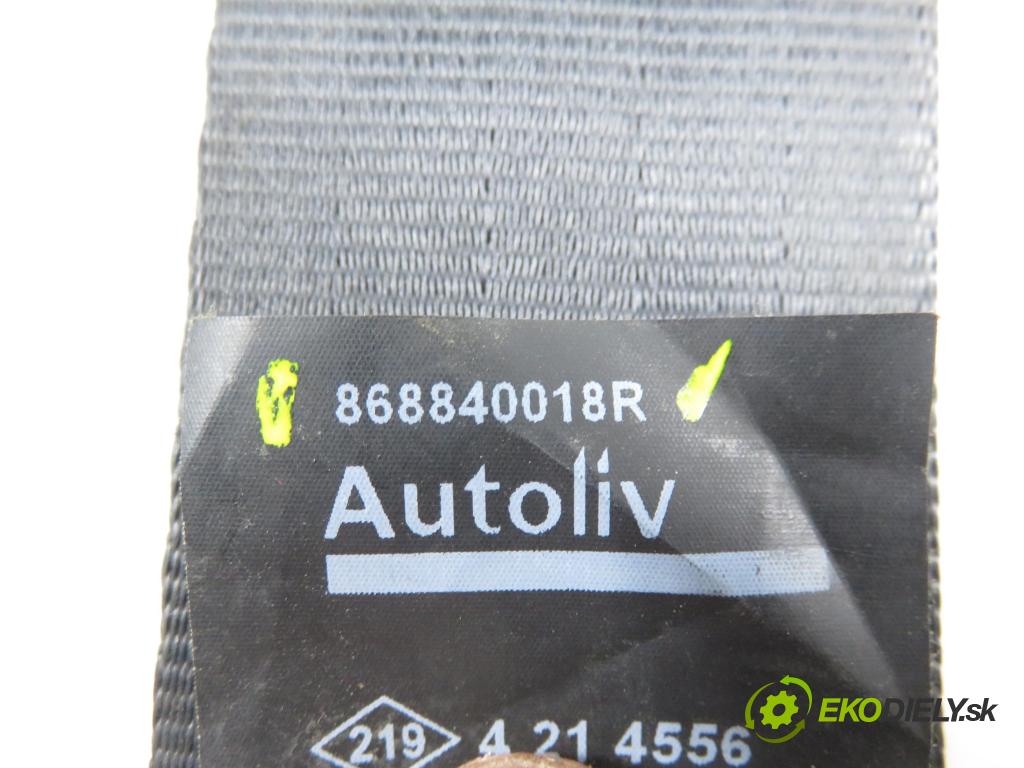 868840018R
Autoliv
219 4 21 4556
EKODIELY.sk